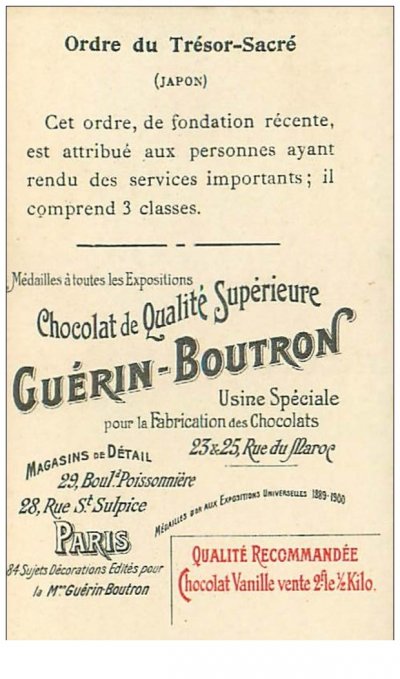 Ordre du Trésor-Sacré
(JAPON)
Cet ordre, de fondation récente,
est attribué aux personnes ayant
rendu des services importants; il
comprend 3 classes.
Médailles à toutes les Expositions
Chocolat de Qualité Supérieure
GUÉRIN-BOUTRON
Usine Spéciale
pour la Fabrication des Chocolats
23 & 25, Rue du Maroc
MAGASINS DE DÉTAIL
29, Boul.d Poissonnière
28, Rue St Sulpice
PARIS
MÉDAILLES D'OR AUX EXPOSITIONS UNIVERSELLES 1889-1900
84 Sujets Décorations Edités pour
la Mon Guérin-Boutron
QUALITÉ RECOMMANDÉE
Chocolat Vanille vente 2f le ½ Kilo.